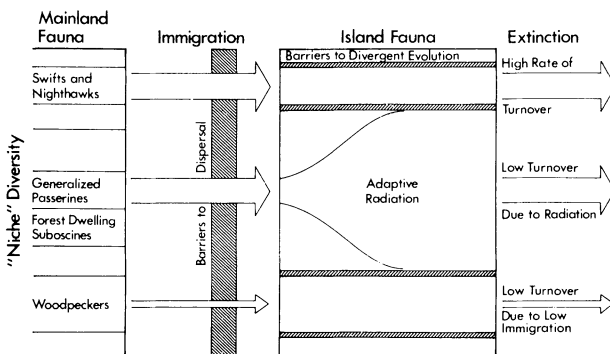 Mainland
Fauna
Immigration
Island Fauna
Extinction
"Niche" Diversity
Swifts and
Nighthawks
Generalized
Passerines
Forest Dwelling
Suboscines
Woodpeckers
Barriers to Dispersal
Barriers to Divergent Evolution
Adaptive
Radiation
High Rate of
Turnover
Low Turnover
Due to Radiation
Low Turnover
Due to Low
Immigration